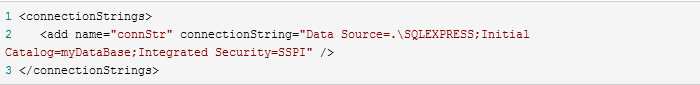 1 <connectionStrings>
2   <add name="connStr" connectionString="Data Source=.\SQLEXPRESS;Initial
Catalog=myDataBase;Integrated Security=SSPI" />
3 </connectionStrings>